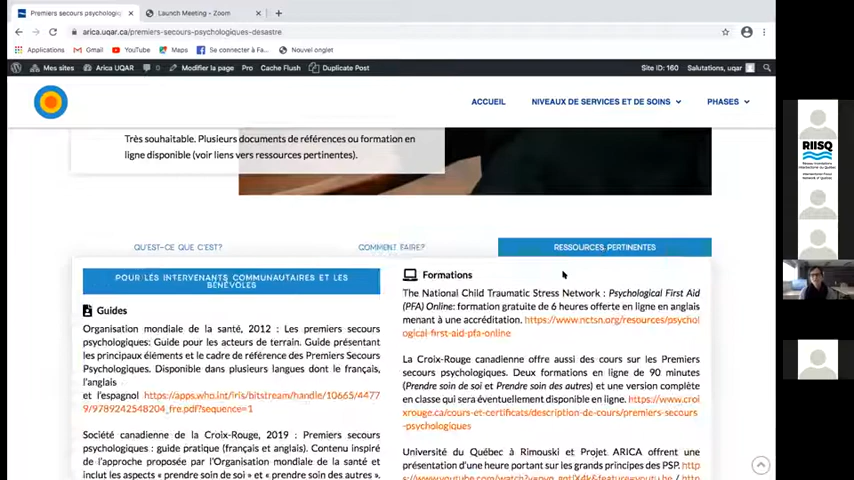 Premiers secours psychologiq
Launch Meeting - Zoom
arica.uqar.ca/premiers-secours-psychologiques-desastre
Applications
Gmail
YouTube
Maps
Se connecter à Fa...
Nouvel onglet
Mes sites
Arica UQAR
0
Modifier la page
Pro
Cache Flush
Duplicate Post
Site ID: 160
Salutations, uqar
ACCUEIL
NIVEAUX DE SERVICES ET DE SOINS
PHASES
Très souhaitable. Plusieurs documents de références ou formation en
ligne disponible (voir liens vers ressources pertinentes).
QU'EST-CE QUE C'EST?
COMMENT FAIRE?
RESSOURCES PERTINENTES
POUR LES INTERVENANTS COMMUNAUTAIRES ET LES
BÉNÉVOLES
Guides
Organisation mondiale de la santé, 2012 : Les premiers secours
psychologiques: Guide pour les acteurs de terrain. Guide présentant
les principaux éléments et le cadre de référence des Premiers Secours
Psychologiques. Disponible dans plusieurs langues dont le français,
l'anglais
et l'espagnol https://apps.who.int/iris/bitstream/handle/10665/4477
9/9789242548204_fre.pdf?sequence=1
Société canadienne de la Croix-Rouge, 2019 : Premiers secours
psychologiques : guide pratique (français et anglais). Contenu inspiré
de l'approche proposée par l'Organisation mondiale de la santé et
inclut les aspects « prendre soin de soi » et « prendre soin des autres ».
Formations
The National Child Traumatic Stress Network : Psychological First Aid
(PFA) Online: formation gratuite de 6 heures offerte en ligne en anglais
menant à une accréditation. https://www.nctsn.org/resources/psychol
ogical-first-aid-pfa-online
La Croix-Rouge canadienne offre aussi des cours sur les Premiers
secours psychologiques. Deux formations en ligne de 90 minutes
(Prendre soin de soi et Prendre soin des autres) et une version complète
en classe qui sera éventuellement disponible en ligne. https://www.croi
xrouge.ca/cours-et-certificats/description-de-cours/premiers-secours
-psychologiques
Université du Québec à Rimouski et Projet ARICA offrent une
présentation d'une heure portant sur les grands principes des PSP. http
RIISQ